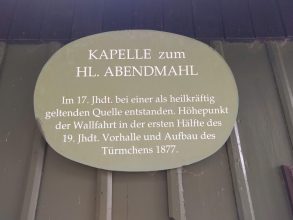 KAPELLE zum
HL. ABENDMAHL
Im 17. Jhdt. bei einer als heilkräftig
geltenden Quelle entstanden. Höhepunkt
der Wallfahrt in der ersten Hälfte des
19. Jhdt. Vorhalle und Aufbau des
Türmchens 1877.